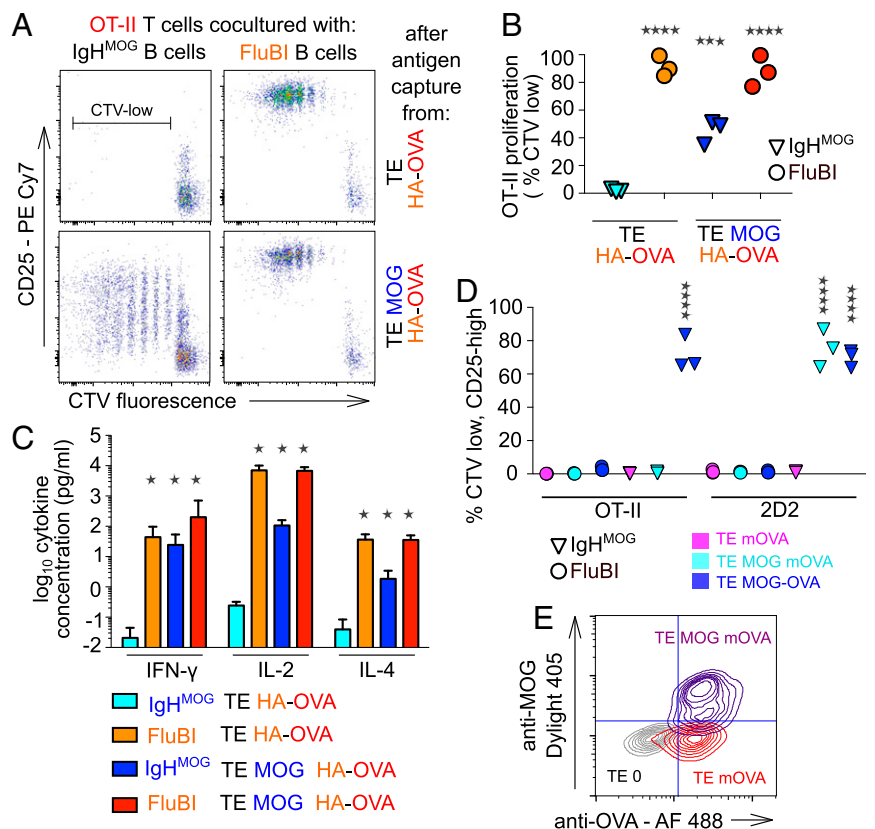 A
OT-II T cells cocultured with:
IgH^MOG B cells
FluBI B cells
after
antigen
capture
from:
CTV-low
CD25 - PE Cy7
TE
HA-OVA
TE MOG
HA-OVA
CTV fluorescence
B
OT-II proliferation
( % CTV low)
100
80
60
40
20
0
★★★★
★★★
★★★★
IgH^MOG
FluBI
TE
HA-OVA
TE MOG
HA-OVA
C
log10 cytokine
concentration (pg/ml)
5
4
3
2
1
0
-1
-2
★ ★ ★ ★ ★ ★ ★ ★ ★
IFN-γ IL-2 IL-4
IgH^MOG TE HA-OVA
FluBI TE HA-OVA
IgH^MOG TE MOG HA-OVA
FluBI TE MOG HA-OVA
D
% CTV low, CD25-high
100
80
60
40
20
0
★★★★
★★★★
★★★★
OT-II 2D2
IgH^MOG
FluBI
TE mOVA
TE MOG mOVA
TE MOG-OVA
E
anti-MOG
Dylight 405
TE MOG mOVA
TE 0
TE mOVA
anti-OVA - AF 488